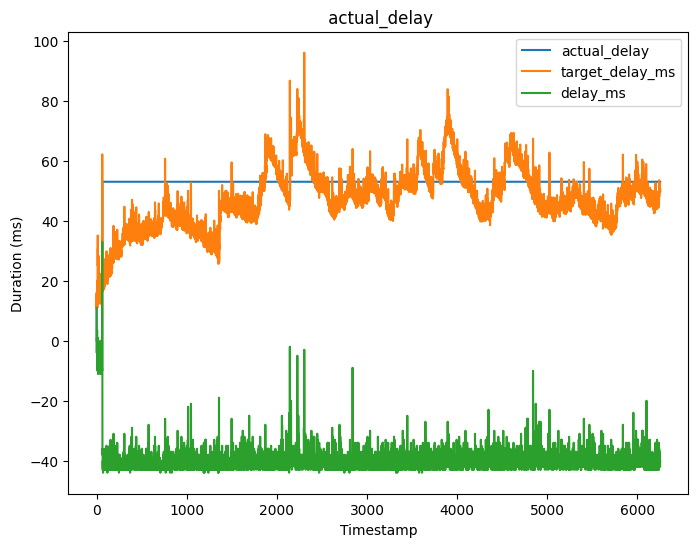 actual_delay
actual_delay
target_delay_ms
delay_ms
Duration (ms)
100
80
60
40
20
0
−20
−40
0
1000
2000
3000
4000
5000
6000
Timestamp